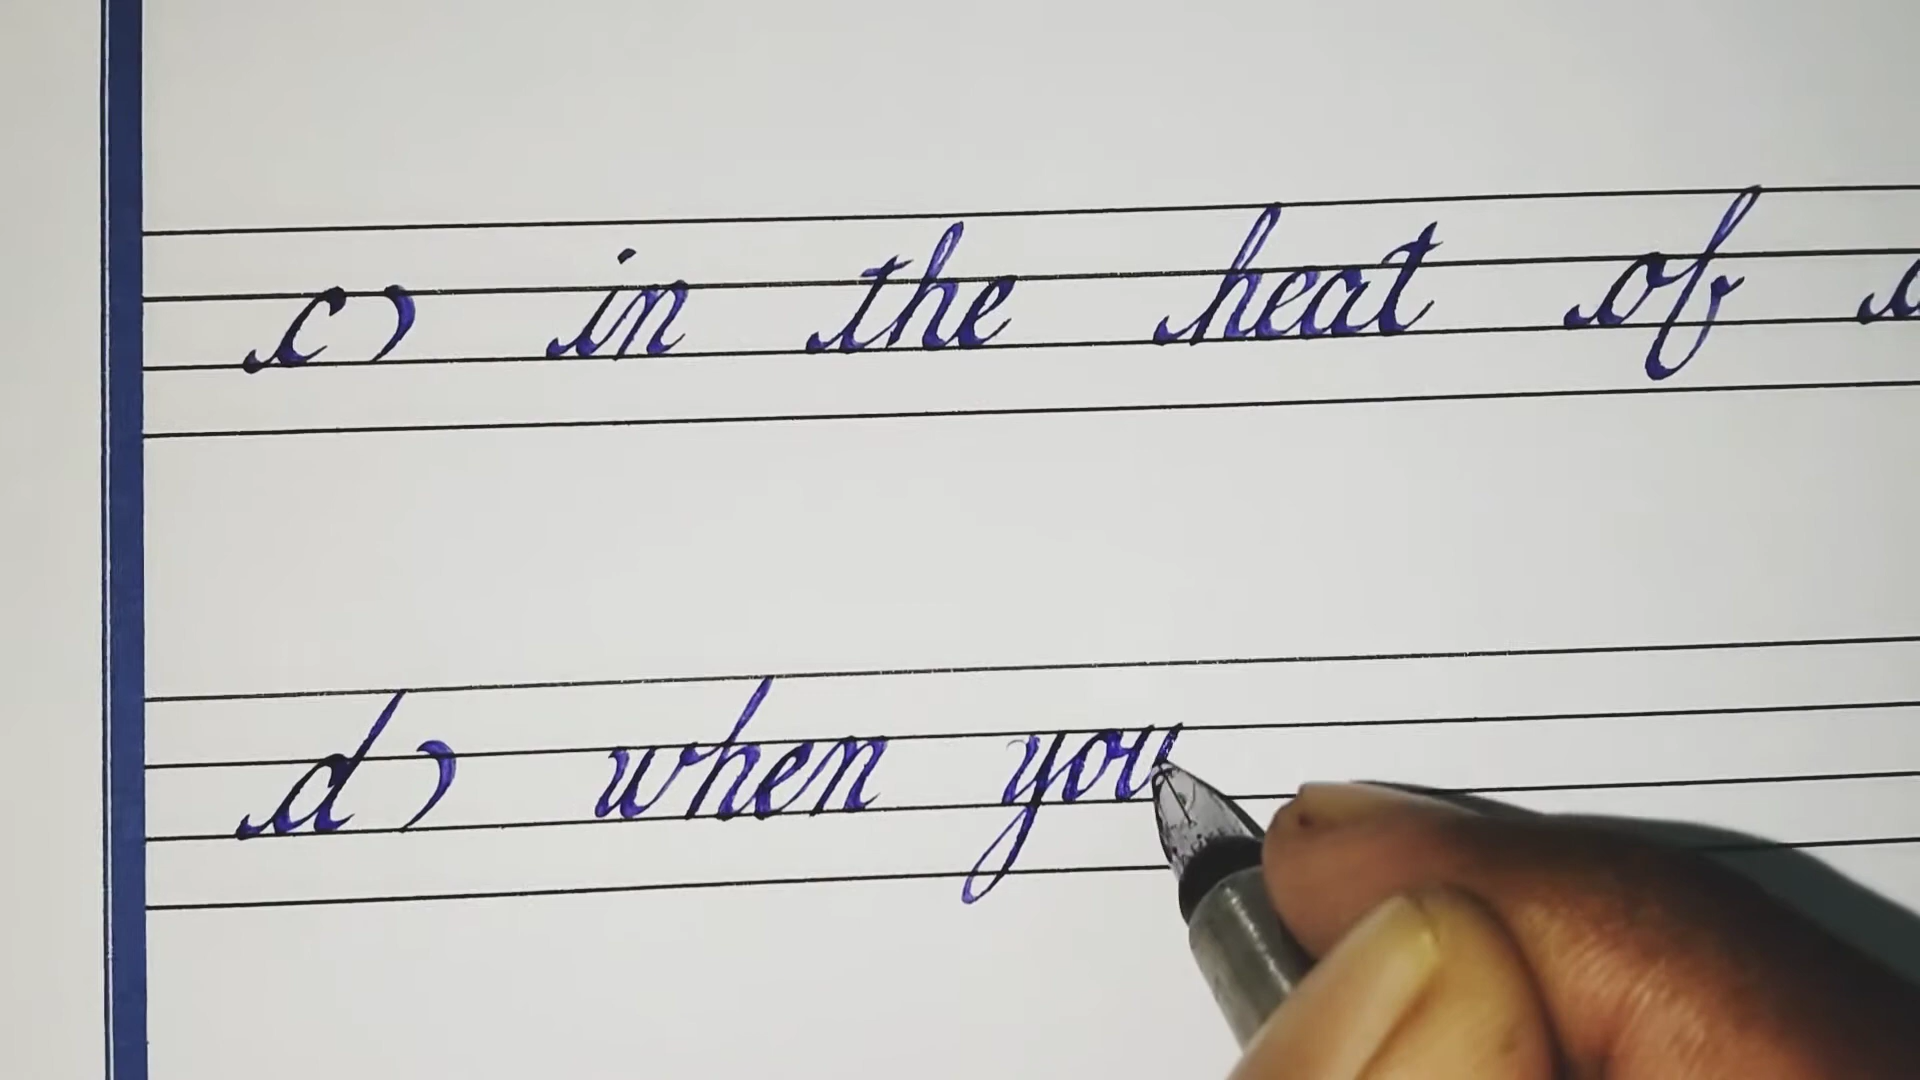 c) in the heat of
d) when you